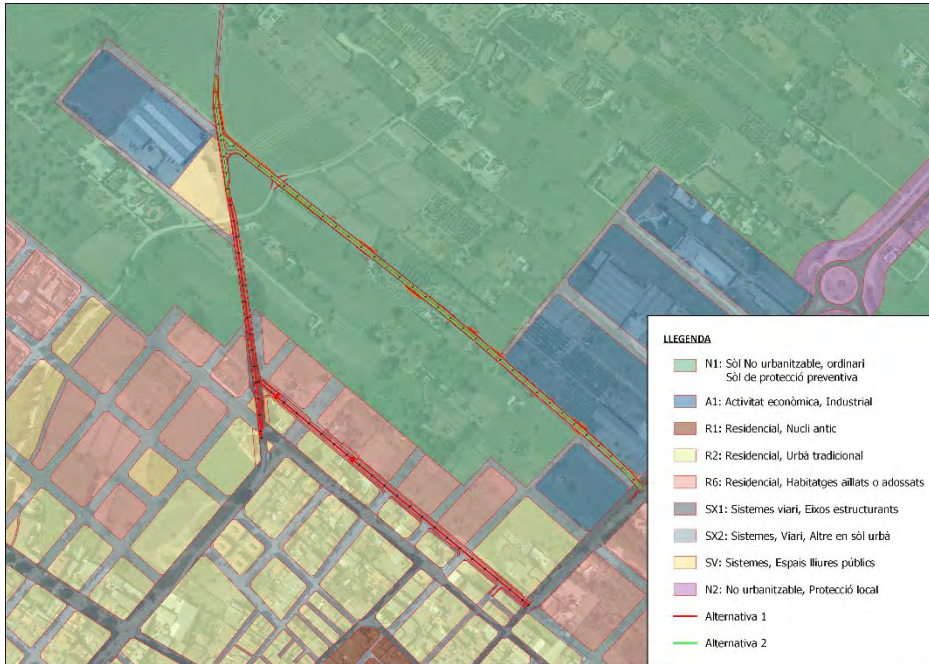 LLEGENDA
N1: Sòl No urbanitzable, ordinari
Sòl de protecció preventiva
A1: Activitat econòmica, Industrial
R1: Residencial, Nucli antic
R2: Residencial, Urbà tradicional
R6: Residencial, Habitatges aïllats o adossats
SX1: Sistemes viari, Eixos estructurants
SX2: Sistemes, Viari, Altre en sòl urbà
SV: Sistemes, Espais lliures públics
N2: No urbanitzable, Protecció local
Alternativa 1
Alternativa 2